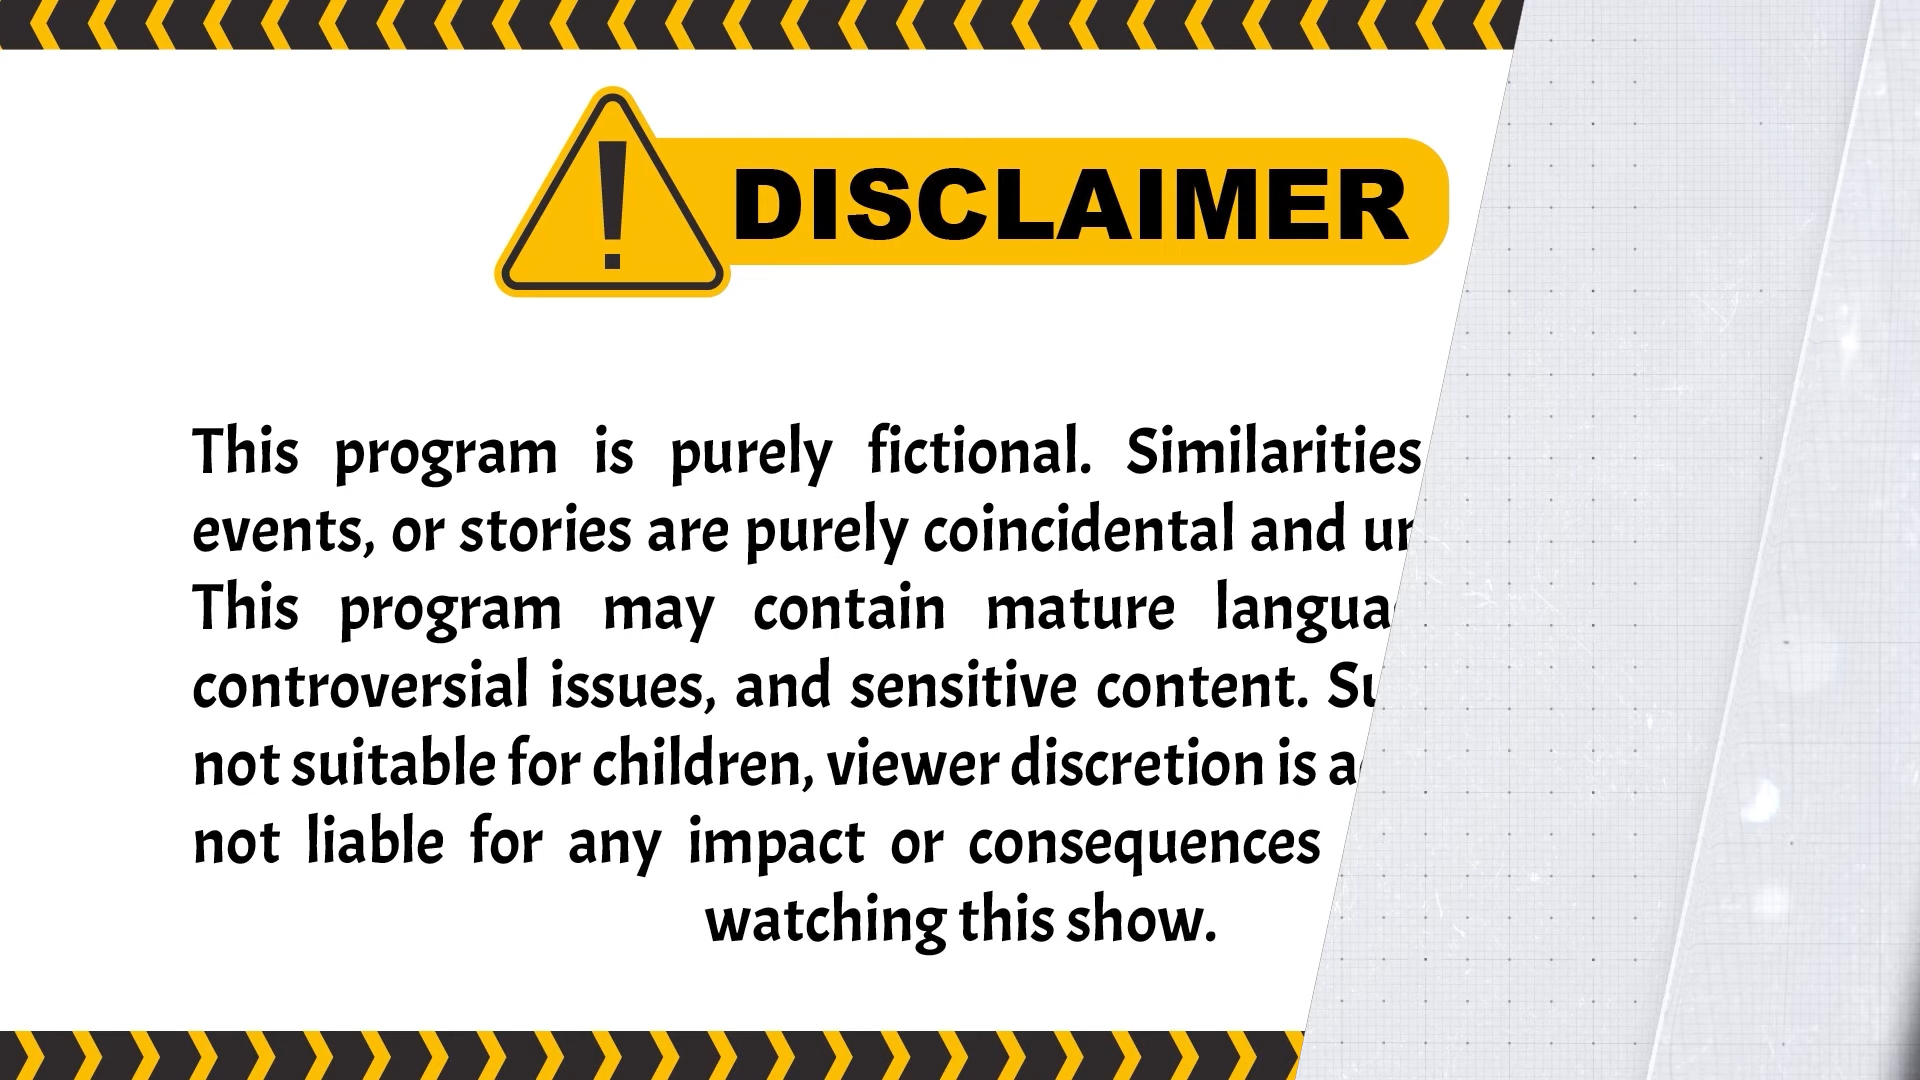 DISCLAIMER
This program is purely fictional. Similarities
events, or stories are purely coincidental and
This program may contain mature
controversial issues, and sensitive content.
not suitable for children, viewer discretion is
not liable for any impact or consequences
watching this show.